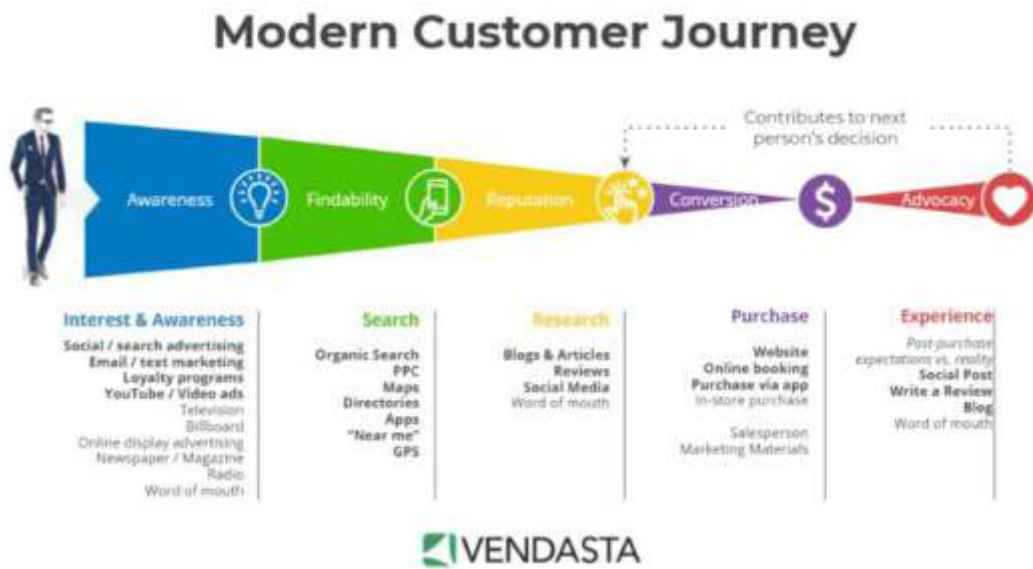 Modern Customer Journey
Contributes to next
person's decision
Awareness
Findability
Reputation
Conversion
$
Advocacy
Interest & Awareness
Social / search advertising
Email / text marketing
Loyalty programs
YouTube / Video ads
Television
Billboard
Online display advertising
Newspaper / Magazine
Radio
Word of mouth
Search
Organic Search
PPC
Maps
Directories
Apps
"Near me"
GPS
Research
Blogs & Articles
Reviews
Social Media
Word of mouth
Purchase
Website
Online booking
Purchase via app
In-store purchase
Salesperson
Marketing Materials
Experience
Post-purchase
expectations vs. reality
Social Post
Write a Review
Blog
Word of mouth
VENDASTA